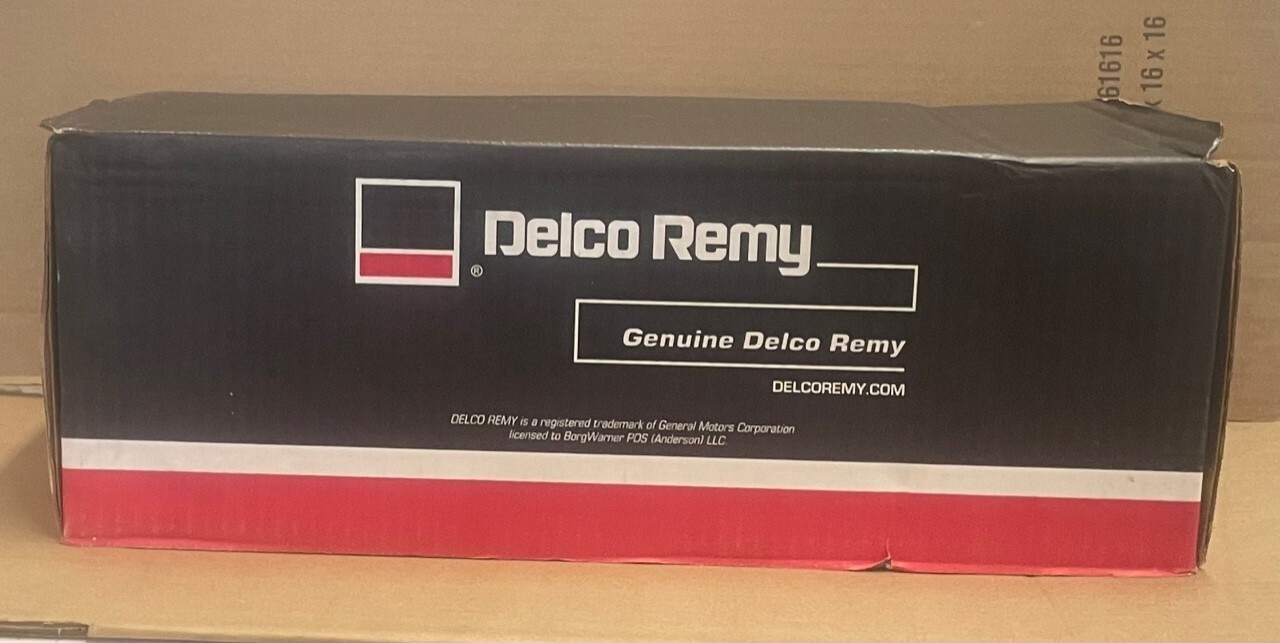 61616
x 16 x 16
Delco Remy
®
Genuine Delco Remy
DELCOREMY.COM
DELCO REMY is a registered trademark of General Motors Corporation
licensed to BorgWarner PDS (Anderson) LLC.